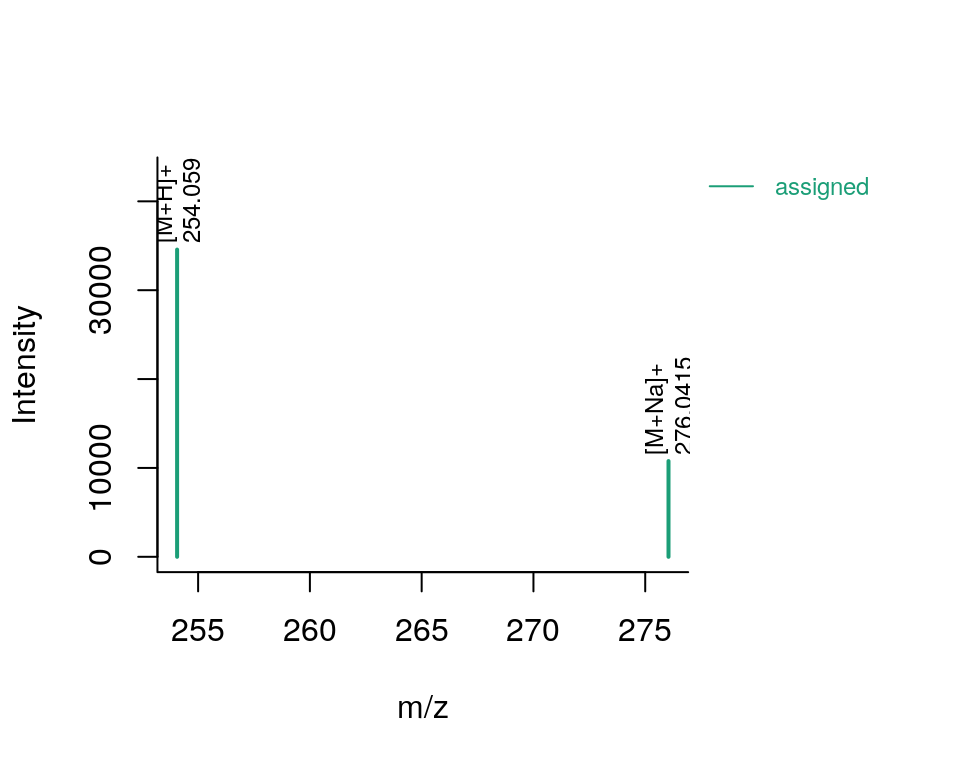 [M+H]+
254.059
assigned
[M+Na]+
276.0415
Intensity
30000
10000
0
255 260 265 270 275
m/z